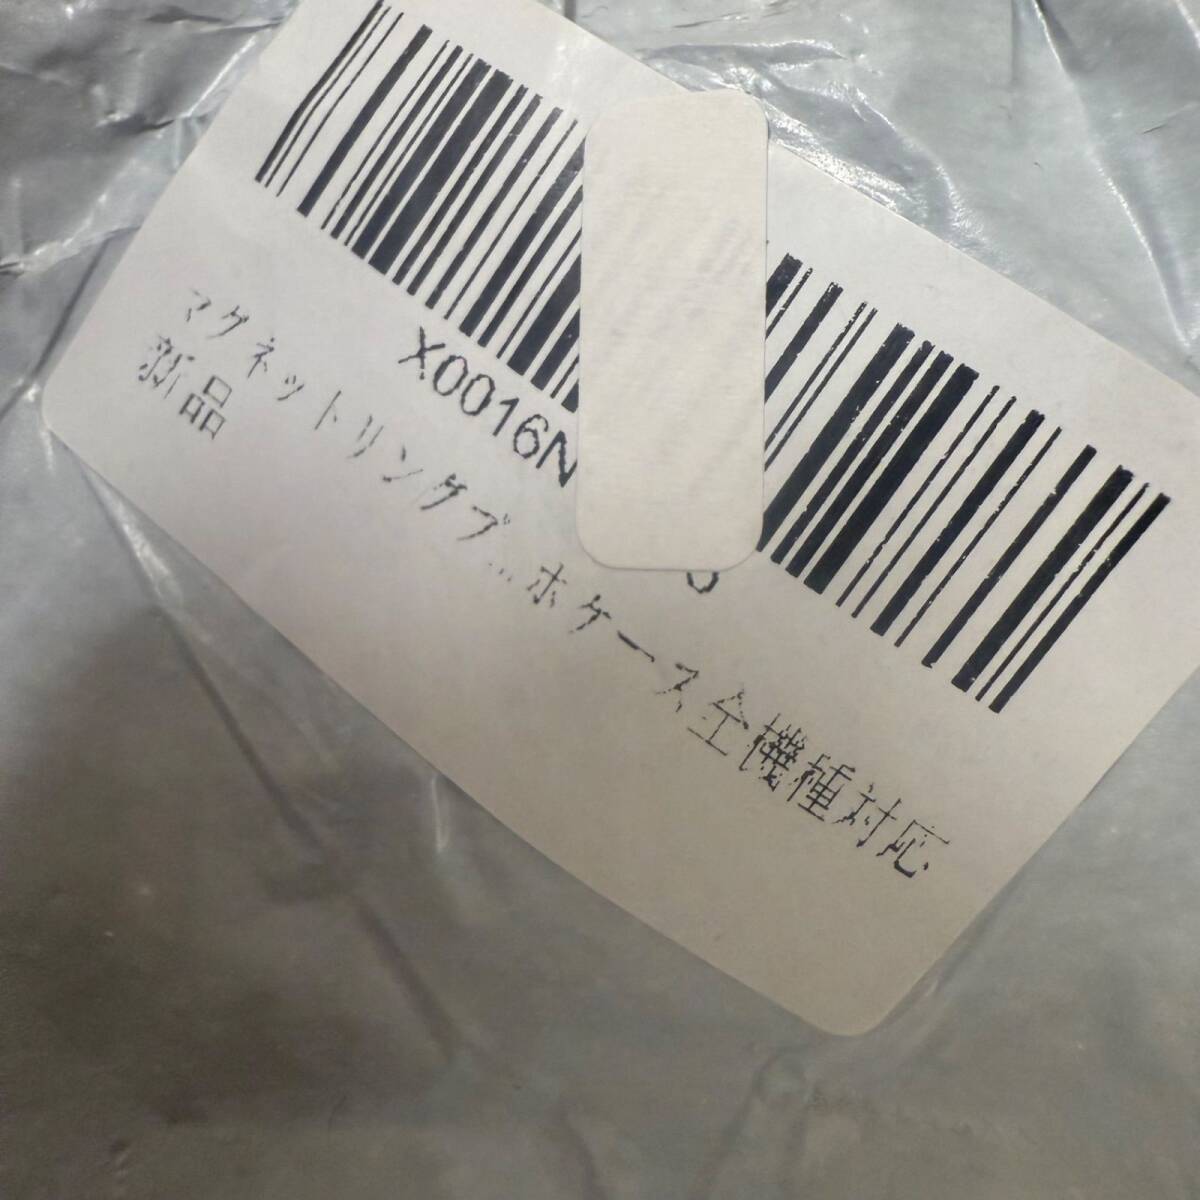 X0016N
マグネットリングブ...ホケース全機種対応
新品